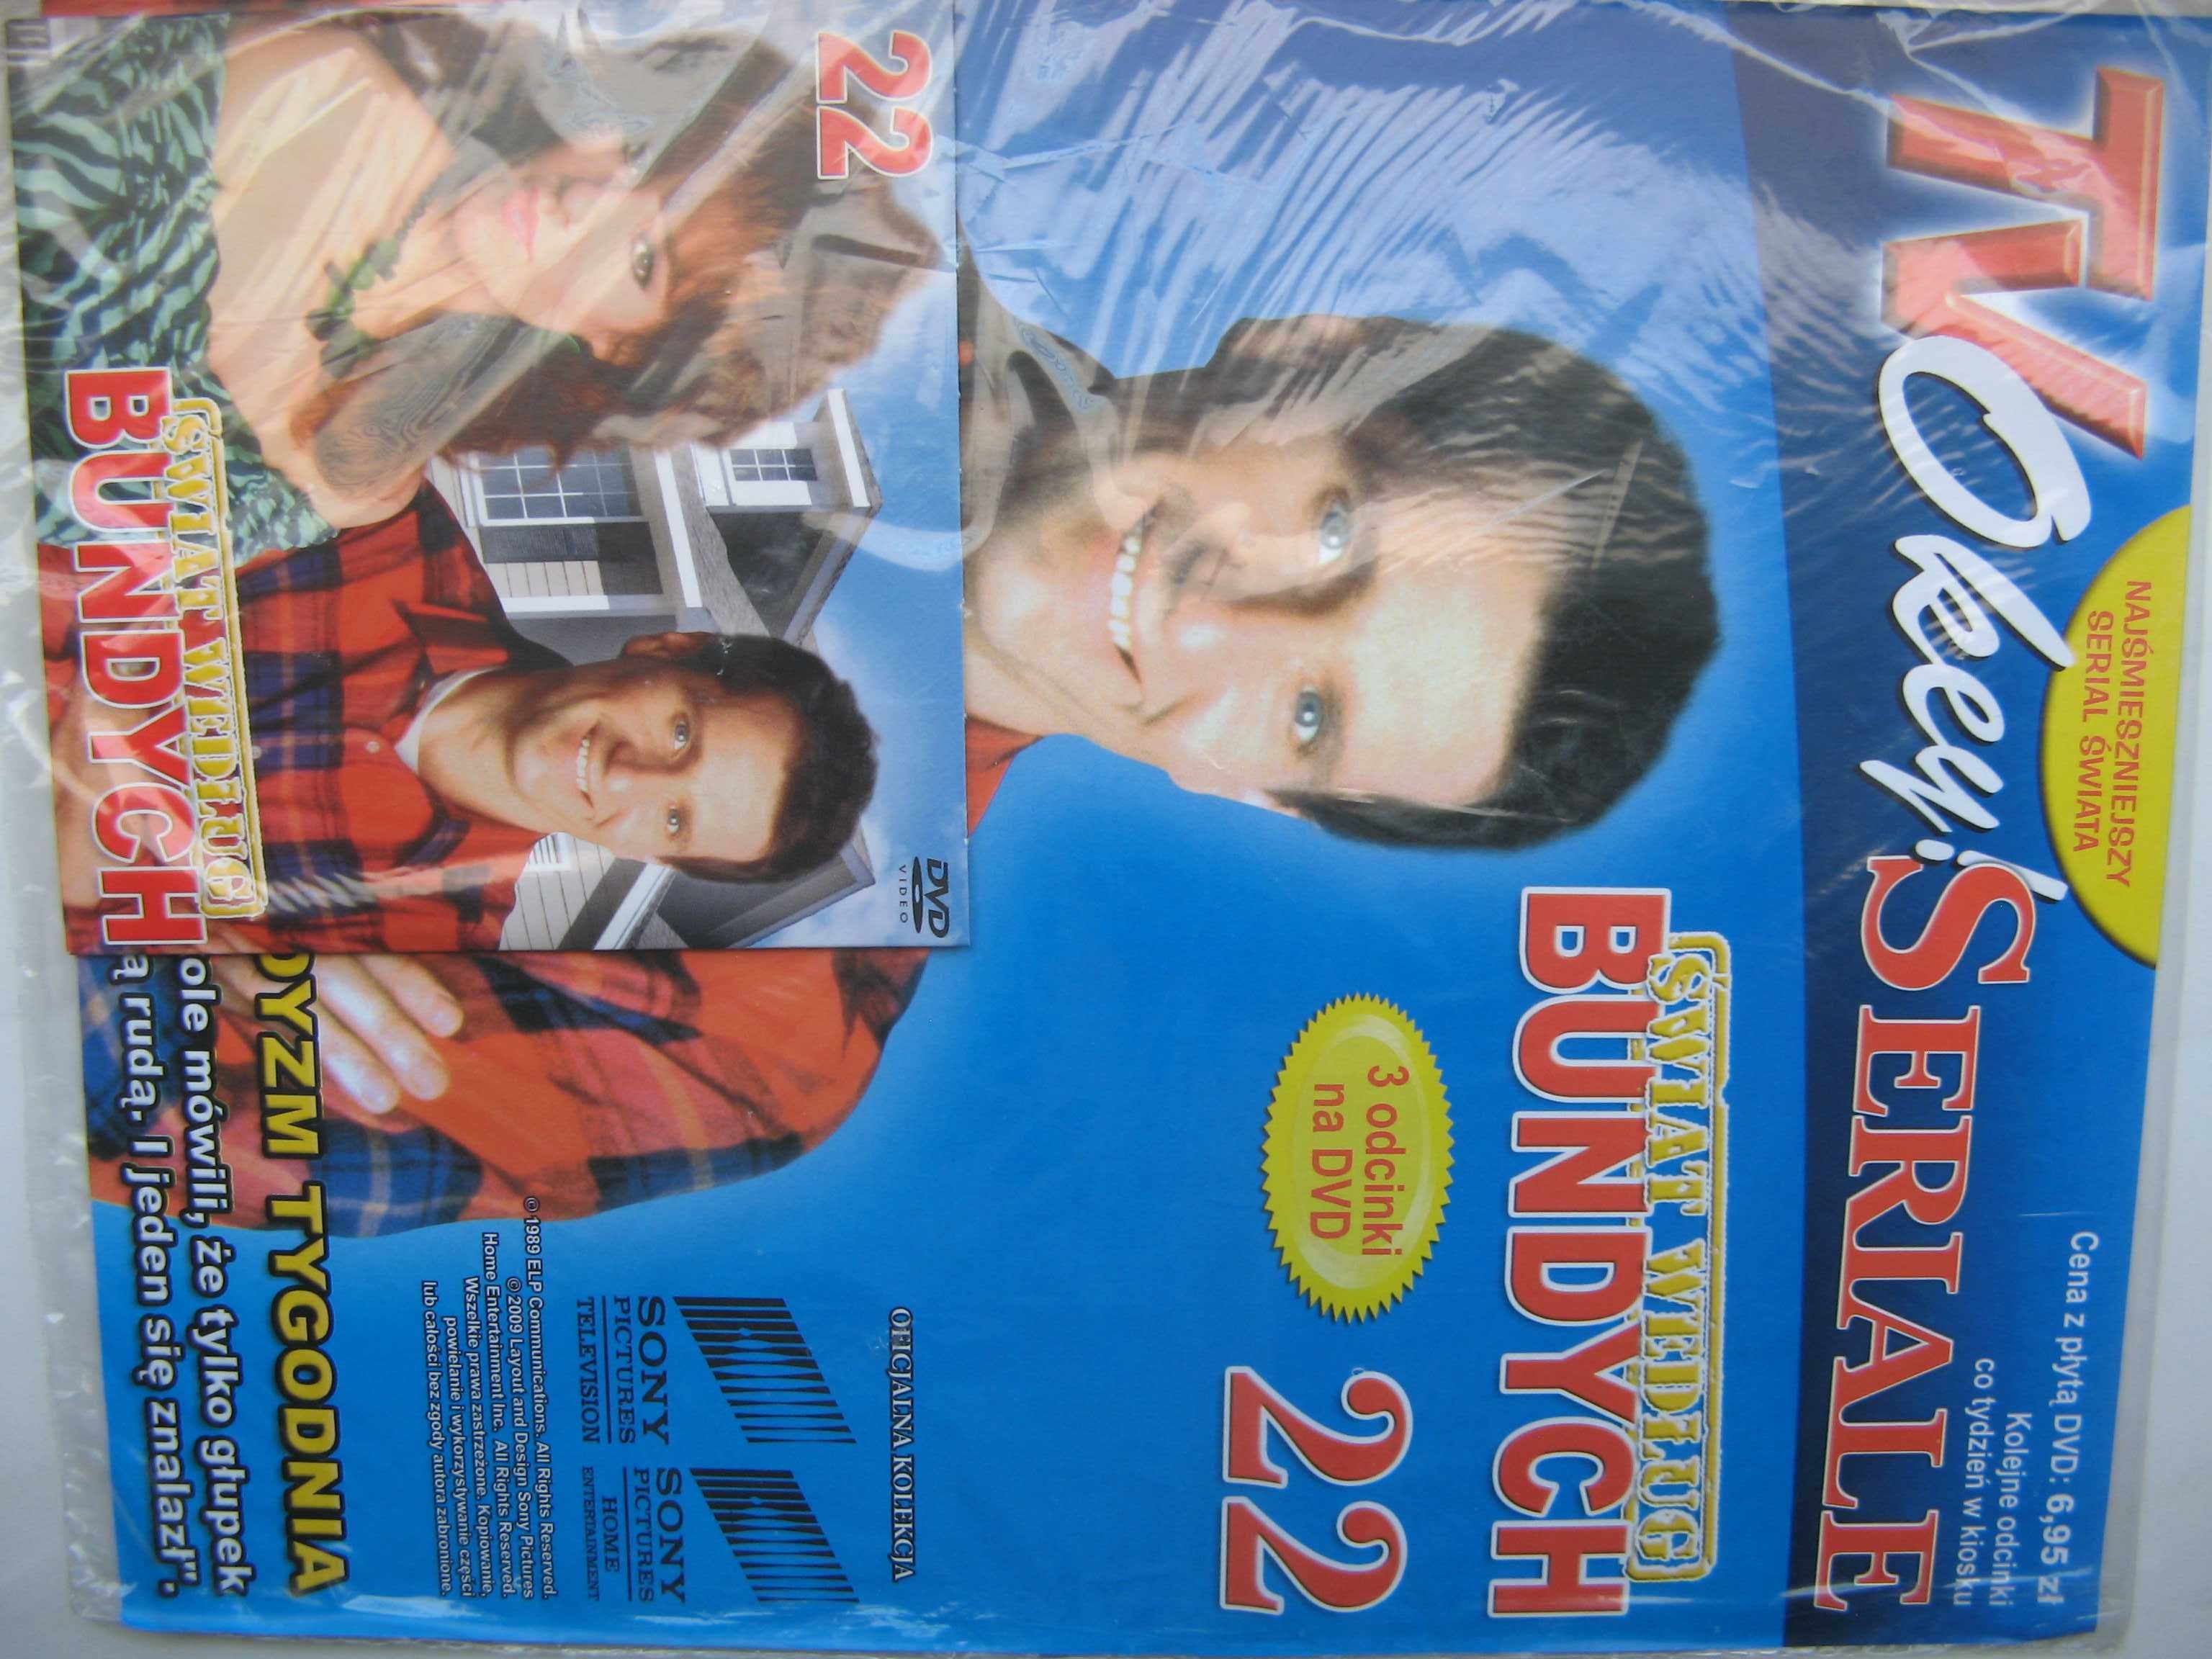 NAJŚMIESZNIEJSZY
SERIAL ŚWIATA
TV Okey! SERIALE
Cena z płytą DVD: 6,95 zł
Kolejne odcinki
co tydzień w kiosku
ŚWIAT WEDŁUG
BUNDYCH
3 odcinki
na DVD
22
22
DVD
VIDEO
ŚWIAT WEDŁUG
BUNDYCH
OFICJALNA KOLEKCJA
SONY
PICTURES
TELEVISION
SONY
PICTURES
HOME
ENTERTAINMENT
© 1989 ELP Communications. All Rights Reserved.
© 2009 Layout and Design Sony Pictures
Home Entertainment Inc. All Rights Reserved.
Wszelkie prawa zastrzeżone. Kopiowanie,
powielanie i wykorzystywanie części
lub całości bez zgody autora zabronione.
DYZM TYGODNIA
ole mówili, że tylko głupek
ą rudą. I jeden się znalazł".